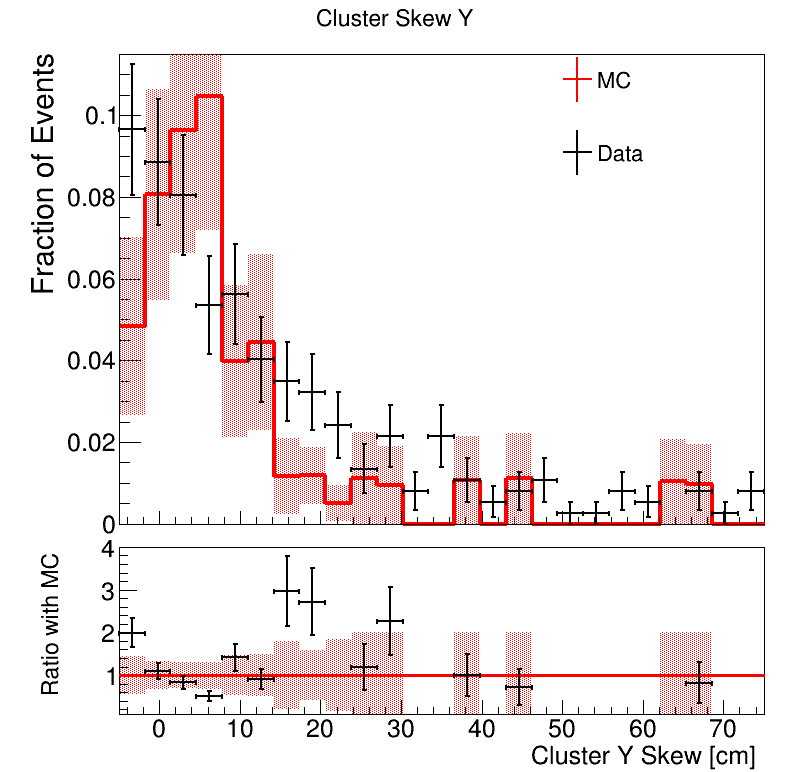 Cluster Skew Y
Fraction of Events
0.1
0.08
0.06
0.04
0.02
0
MC
Data
Ratio with MC
4
3
2
1
0 10 20 30 40 50 60 70
Cluster Y Skew [cm]